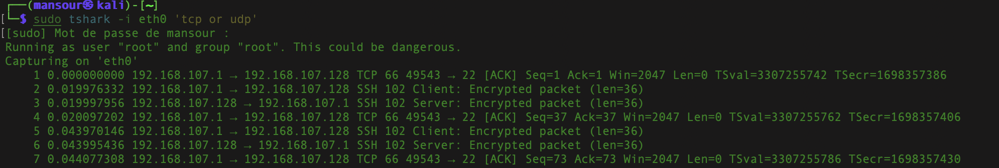 ┌──(mansour㉿kali)-[~]
[└─$ sudo tshark -i eth0 'tcp or udp'
[[sudo] Mot de passe de mansour :
Running as user "root" and group "root". This could be dangerous.
Capturing on 'eth0'
1 0.000000000 192.168.107.1 → 192.168.107.128 TCP 66 49543 → 22 [ACK] Seq=1 Ack=1 Win=2047 Len=0 TSval=3307255742 TSecr=1698357386
2 0.019976332 192.168.107.1 → 192.168.107.128 SSH 102 Client: Encrypted packet (len=36)
3 0.019997956 192.168.107.128 → 192.168.107.1 SSH 102 Server: Encrypted packet (len=36)
4 0.020097202 192.168.107.1 → 192.168.107.128 TCP 66 49543 → 22 [ACK] Seq=37 Ack=37 Win=2047 Len=0 TSval=3307255762 TSecr=1698357406
5 0.043970146 192.168.107.1 → 192.168.107.128 SSH 102 Client: Encrypted packet (len=36)
6 0.043995436 192.168.107.128 → 192.168.107.1 SSH 102 Server: Encrypted packet (len=36)
7 0.044077308 192.168.107.1 → 192.168.107.128 TCP 66 49543 → 22 [ACK] Seq=73 Ack=73 Win=2047 Len=0 TSval=3307255786 TSecr=1698357430